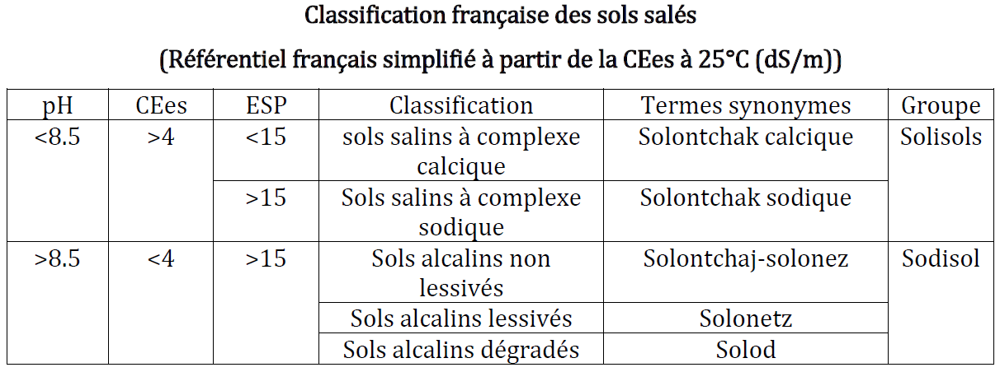 Classification française des sols salés
(Référentiel français simplifié à partir de la CEes à 25°C (dS/m))
pH CEes ESP Classification Termes synonymes Groupe
<8.5 >4 <15 sols salins à complexe Solontchak calcique Solisols
calcique
>15 Sols salins à complexe Solontchak sodique
sodique
>8.5 <4 >15 Sols alcalins non Solontchaj-solonez Sodisol
lessivés
Sols alcalins lessivés Solonetz
Sols alcalins dégradés Solod